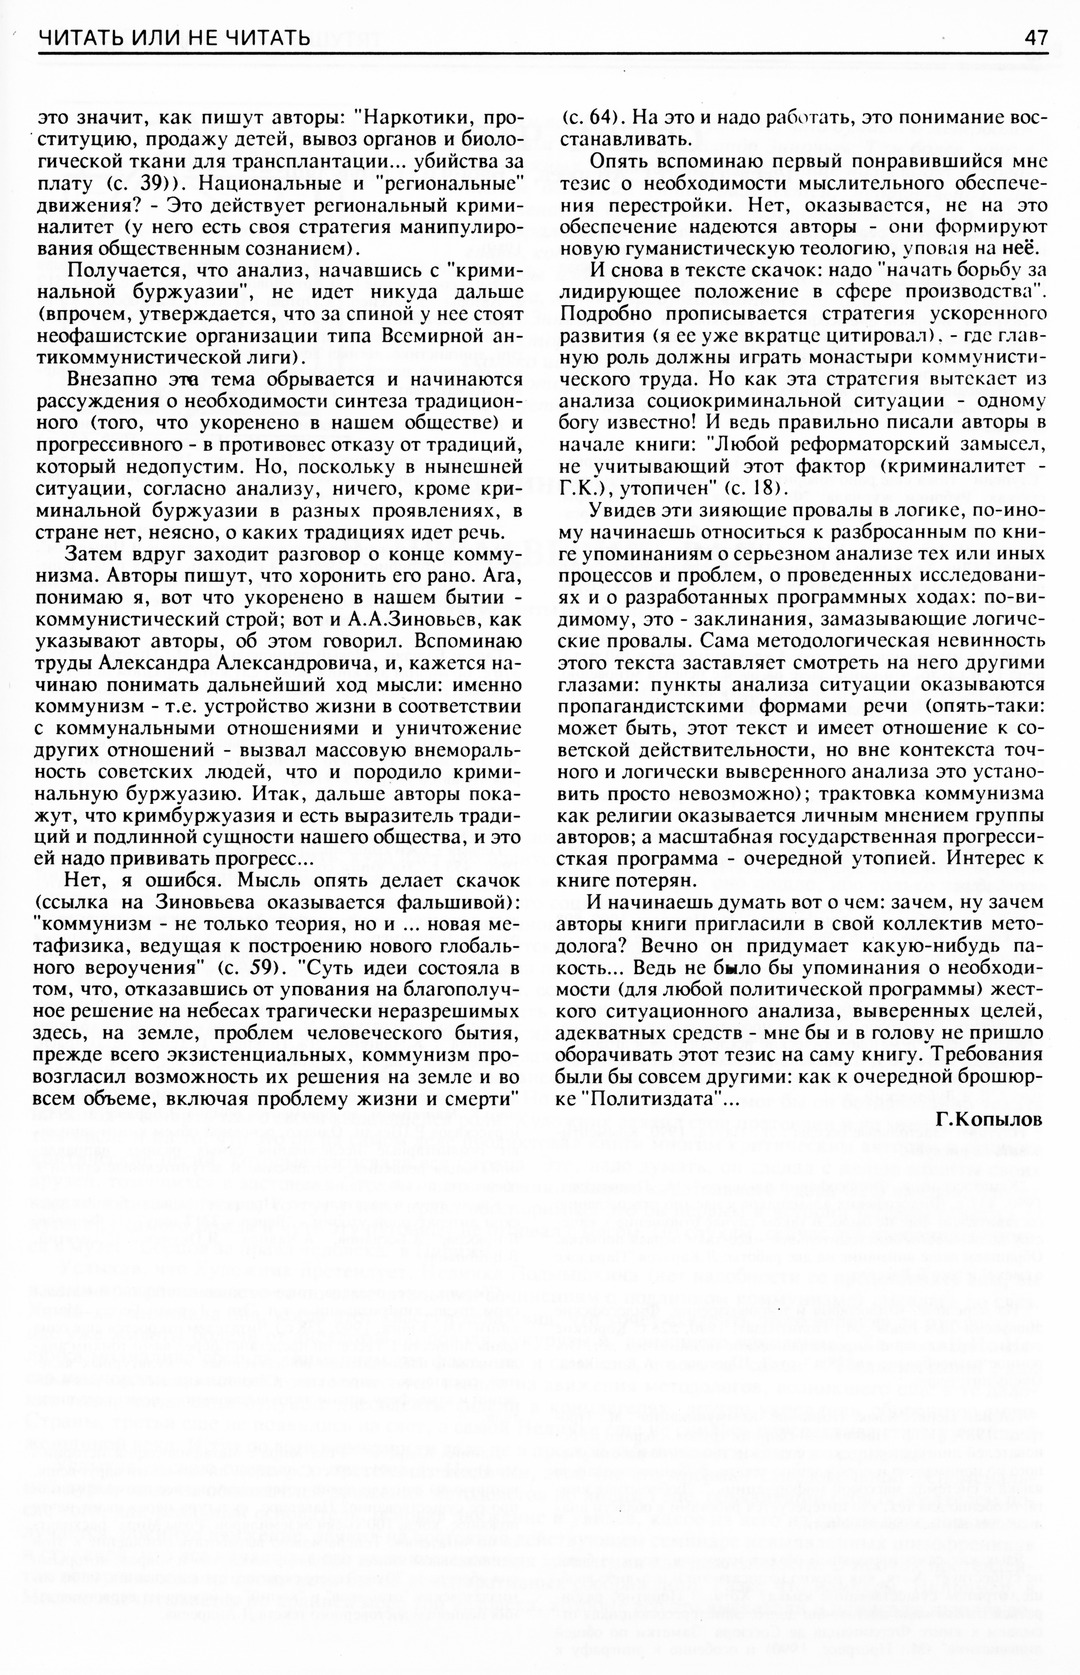 ЧИТАТЬ ИЛИ НЕ ЧИТАТЬ 47
это значит, как пишут авторы: "Наркотики, про-
ституцию, продажу детей, вывоз органов и биоло-
гической ткани для трансплантации... убийства за
плату (с. 39)). Национальные и "региональные"
движения? - Это действует региональный крими-
налитет (у него есть своя стратегия манипулиро-
вания общественным сознанием).
Получается, что анализ, начавшись с "крими-
нальной буржуазии", не идет никуда дальше
(впрочем, утверждается, что за спиной у нее стоят
неофашистские организации типа Всемирной ан-
тикоммунистической лиги).
Внезапно эта тема обрывается и начинаются
рассуждения о необходимости синтеза традицион-
ного (того, что укоренено в нашем обществе) и
прогрессивного - в противовес отказу от традиций,
который недопустим. Но, поскольку в нынешней
ситуации, согласно анализу, ничего, кроме кри-
минальной буржуазии в разных проявлениях, в
стране нет, неясно, о каких традициях идет речь.
Затем вдруг заходит разговор о конце комму-
низма. Авторы пишут, что хоронить его рано. Ага,
понимаю я, вот что укоренено в нашем бытии -
коммунистический строй; вот и А.А.Зиновьев, как
указывают авторы, об этом говорил. Вспоминаю
труды Александра Александровича, и, кажется на-
чинаю понимать дальнейший ход мысли: именно
коммунизм - т.е. устройство жизни в соответствии
с коммунальными отношениями и уничтожение
других отношений - вызвал массовую внемораль-
ность советских людей, что и породило крими-
нальную буржуазию. Итак, дальше авторы пока-
жут, что кримбуржуазия и есть выразитель тради-
ций и подлинной сущности нашего общества, и это
ей надо прививать прогресс...
Нет, я ошибся. Мысль опять делает скачок
(ссылка на Зиновьева оказывается фальшивой):
"коммунизм - не только теория, но и ... новая ме-
тафизика, ведущая к построению нового глобаль-
ного вероучения" (с. 59). "Суть идеи состояла в
том, что, отказавшись от упования на благополуч-
ное решение на небесах трагически неразрешимых
здесь, на земле, проблем человеческого бытия,
прежде всего экзистенциальных, коммунизм про-
возгласил возможность их решения на земле и во
всем объеме, включая проблему жизни и смерти"
(с. 64). На это и надо работать, это понимание вос-
станавливать.
Опять вспоминаю первый понравившийся мне
тезис о необходимости мыслительного обеспече-
ния перестройки. Нет, оказывается, не на это
обеспечение надеются авторы - они формируют
новую гуманистическую теологию, уповая на неё.
И снова в тексте скачок: надо "начать борьбу за
лидирующее положение в сфере производства".
Подробно прописывается стратегия ускоренного
развития (я ее уже вкратце цитировал), - где глав-
ную роль должны играть монастыри коммунисти-
ческого труда. Но как эта стратегия вытекает из
анализа социокриминальной ситуации - одному
богу известно! И ведь правильно писали авторы в
начале книги: "Любой реформаторский замысел,
не учитывающий этот фактор (криминалитет -
Г.К.), утопичен" (с. 18).
Увидев эти зияющие провалы в логике, по-ино-
му начинаешь относиться к разбросанным по кни-
ге упоминаниям о серьезном анализе тех или иных
процессов и проблем, о проведенных исследовани-
ях и о разработанных программных ходах: по-ви-
димому, это - заклинания, замазывающие логиче-
ские провалы. Сама методологическая невинность
этого текста заставляет смотреть на него другими
глазами: пункты анализа ситуации оказываются
пропагандистскими формами речи (опять-таки:
может быть, этот текст и имеет отношение к со-
ветской действительности, но вне контекста точ-
ного и логически выверенного анализа это устано-
вить просто невозможно); трактовка коммунизма
как религии оказывается личным мнением группы
авторов; а масштабная государственная прогресси-
сткая программа - очередной утопией. Интерес к
книге потерян.
И начинаешь думать вот о чем: зачем, ну зачем
авторы книги пригласили в свой коллектив мето-
долога? Вечно он придумает какую-нибудь па-
кость... Ведь не было бы упоминания о необходи-
мости (для любой политической программы) жест-
кого ситуационного анализа, выверенных целей,
адекватных средств - мне бы и в голову не пришло
оборачивать этот тезис на саму книгу. Требования
были бы совсем другими: как к очередной брошюр-
ке "Политиздата"...
Г.Копылов